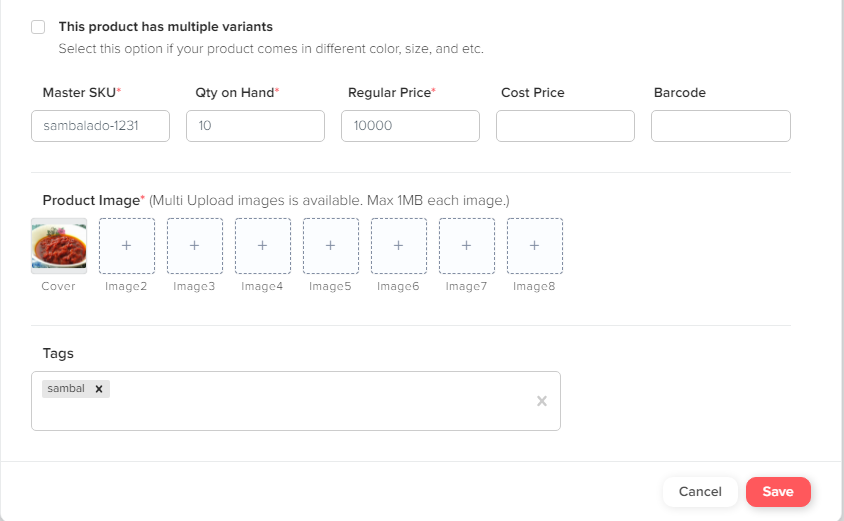 This product has multiple variants
Select this option if your product comes in different color, size, and etc.
Master SKU* Qty on Hand* Regular Price* Cost Price Barcode
sambalado-1231 10 10000
Product Image* (Multi Upload images is available. Max 1MB each image.)
+ + + + + + +
Cover Image2 Image3 Image4 Image5 Image6 Image7 Image8
Tags
sambal x
x
Cancel Save